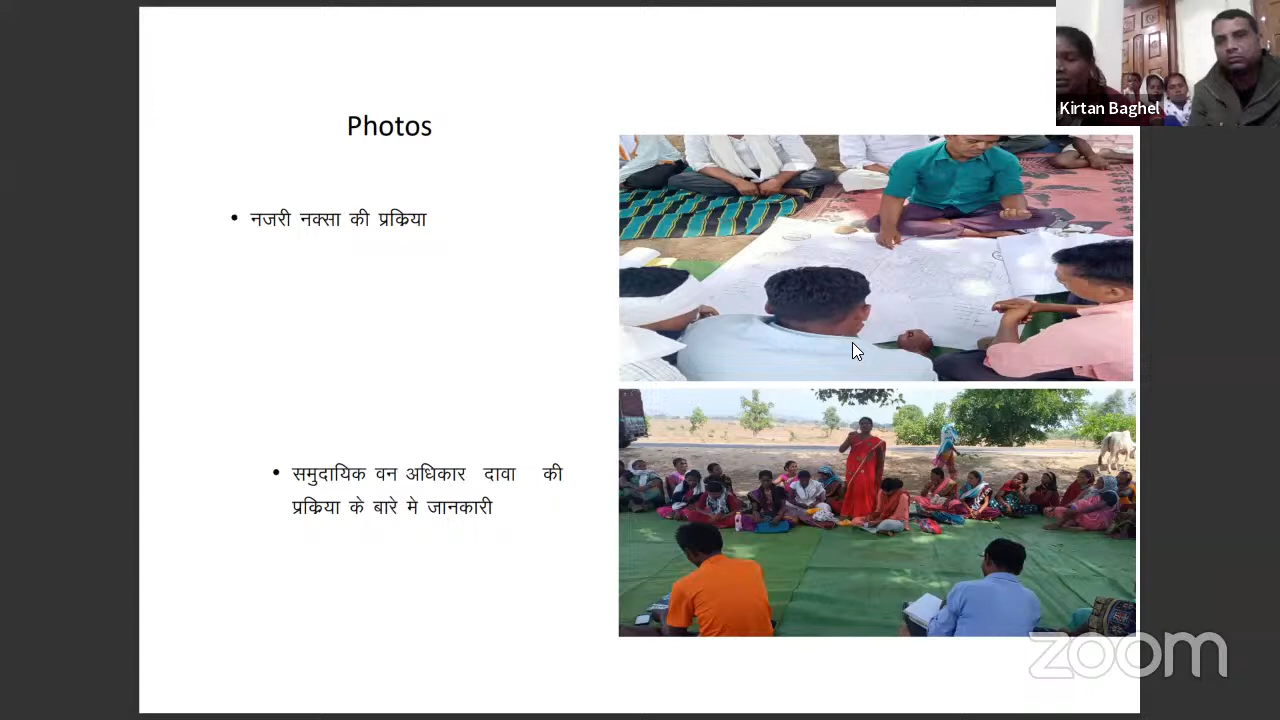 Kirtan Baghel
Photos
• नजरी नक्सा की प्रकिया
• समुदायिक वन अधिकार दावा की
प्रकिया के बारे मे जानकारी
zoom